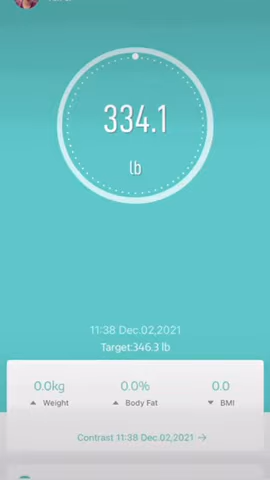 334.1
lb
11:38 Dec.02,2021
Target:346.3 lb
0.0kg 0.0% 0.0
Weight Body Fat BMI
Contrast 11:38 Dec.02,2021